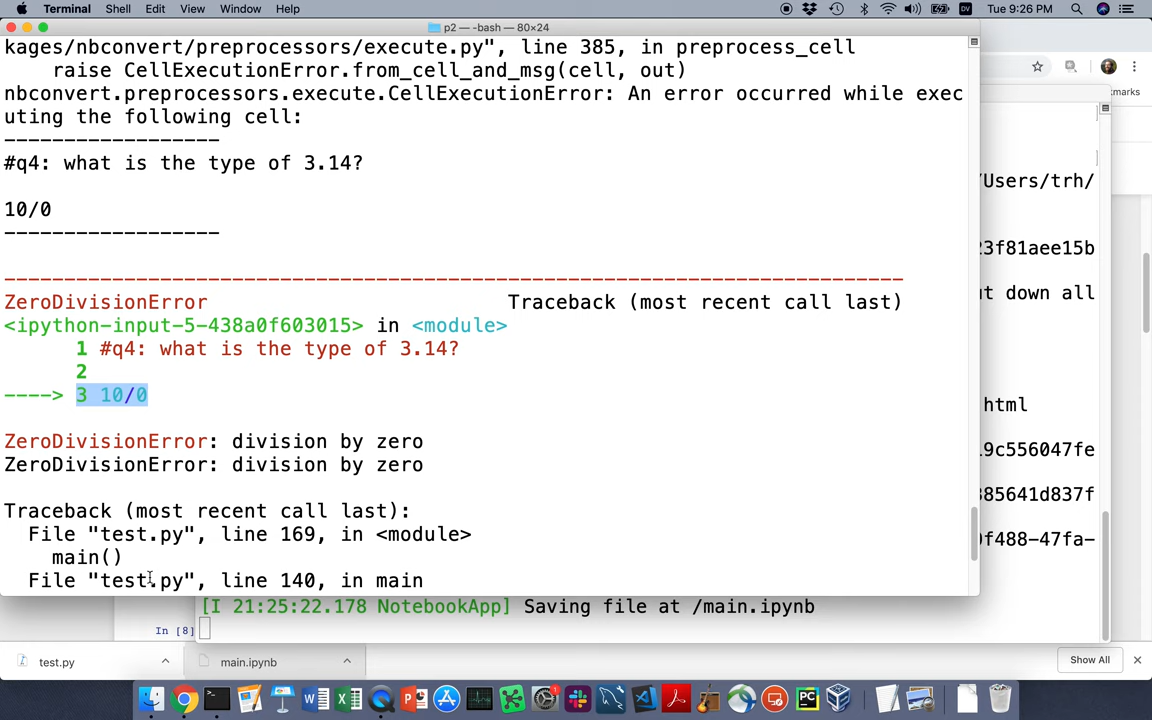 Terminal Shell Edit View Window Help
Tue 9:26 PM
p2 — -bash — 80×24
kages/nbconvert/preprocessors/execute.py", line 385, in preprocess_cell
raise CellExecutionError.from_cell_and_msg(cell, out)
nbconvert.preprocessors.execute.CellExecutionError: An error occurred while exec
uting the following cell:
------------------
#q4: what is the type of 3.14?
10/0
------------------
---------------------------------------------------------------------------
ZeroDivisionError Traceback (most recent call last)
<ipython-input-5-438a0f603015> in <module>
1 #q4: what is the type of 3.14?
2
----> 3 10/0
ZeroDivisionError: division by zero
ZeroDivisionError: division by zero
Traceback (most recent call last):
File "test.py", line 169, in <module>
main()
File "test.py", line 140, in main
kmarks
/Users/trh/
23f81aee15b
ut down all
html
19c556047fe
385641d837f
9f488-47fa-
[I 21:25:22.178 NotebookApp] Saving file at /main.ipynb
In [8]
test.py
main.ipynb
Show All